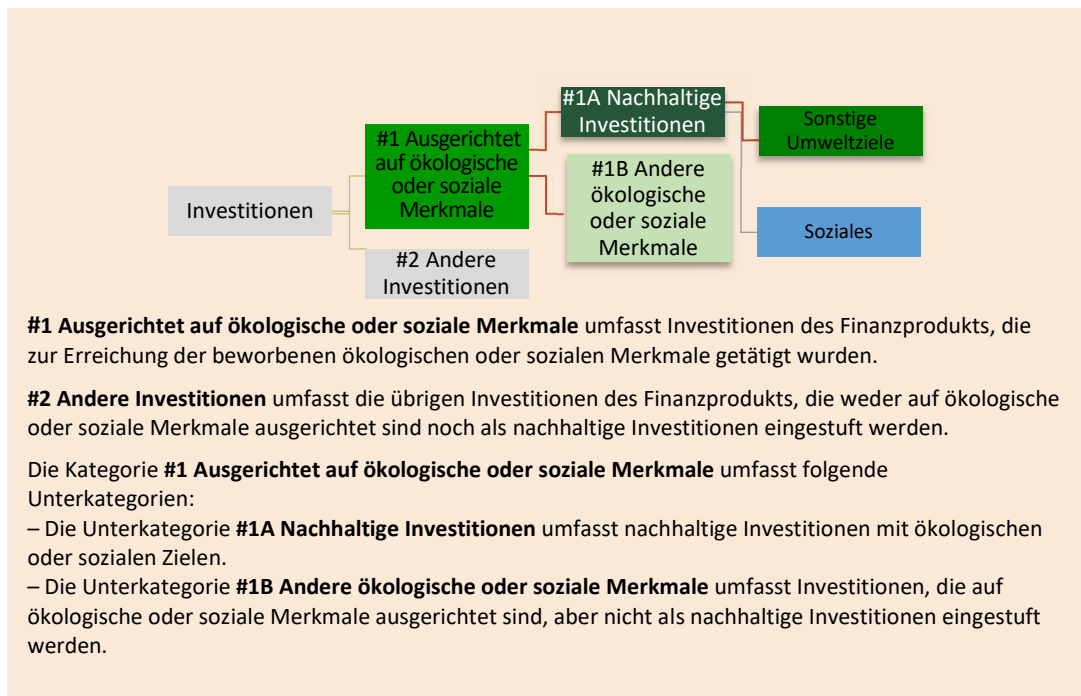 #1A Nachhaltige
Investitionen
Sonstige
Umweltziele
#1 Ausgerichtet
auf ökologische
oder soziale
Merkmale
#1B Andere
ökologische
oder soziale
Merkmale
Investitionen
Soziales
#2 Andere
Investitionen
#1 Ausgerichtet auf ökologische oder soziale Merkmale umfasst Investitionen des Finanzprodukts, die
zur Erreichung der beworbenen ökologischen oder sozialen Merkmale getätigt wurden.
#2 Andere Investitionen umfasst die übrigen Investitionen des Finanzprodukts, die weder auf ökologische
oder soziale Merkmale ausgerichtet sind noch als nachhaltige Investitionen eingestuft werden.
Die Kategorie #1 Ausgerichtet auf ökologische oder soziale Merkmale umfasst folgende
Unterkategorien:
– Die Unterkategorie #1A Nachhaltige Investitionen umfasst nachhaltige Investitionen mit ökologischen
oder sozialen Zielen.
– Die Unterkategorie #1B Andere ökologische oder soziale Merkmale umfasst Investitionen, die auf
ökologische oder soziale Merkmale ausgerichtet sind, aber nicht als nachhaltige Investitionen eingestuft
werden.